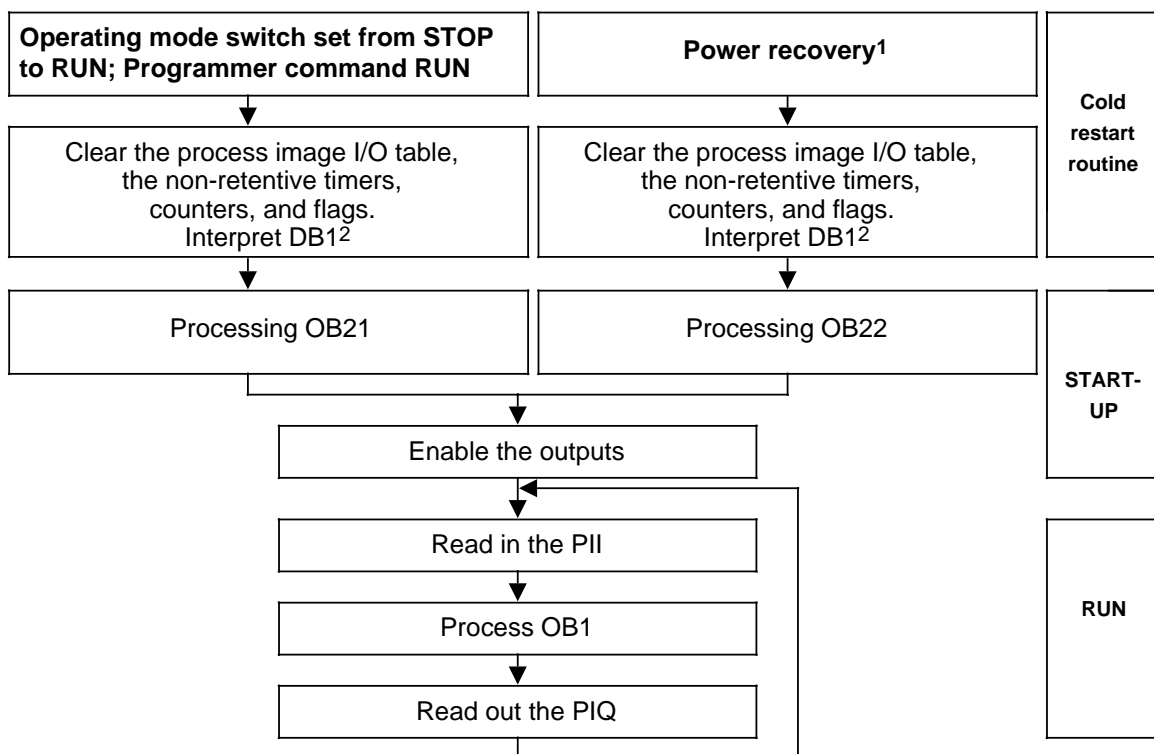 Operating mode switch set from STOP
to RUN; Programmer command RUN
Power recovery1
Cold
restart
routine
Clear the process image I/O table,
the non-retentive timers,
counters, and flags.
Interpret DB12
Clear the process image I/O table,
the non-retentive timers,
counters, and flags.
Interpret DB12
Processing OB21
Processing OB22
START-
UP
Enable the outputs
Read in the PII
Process OB1
Read out the PIQ
RUN